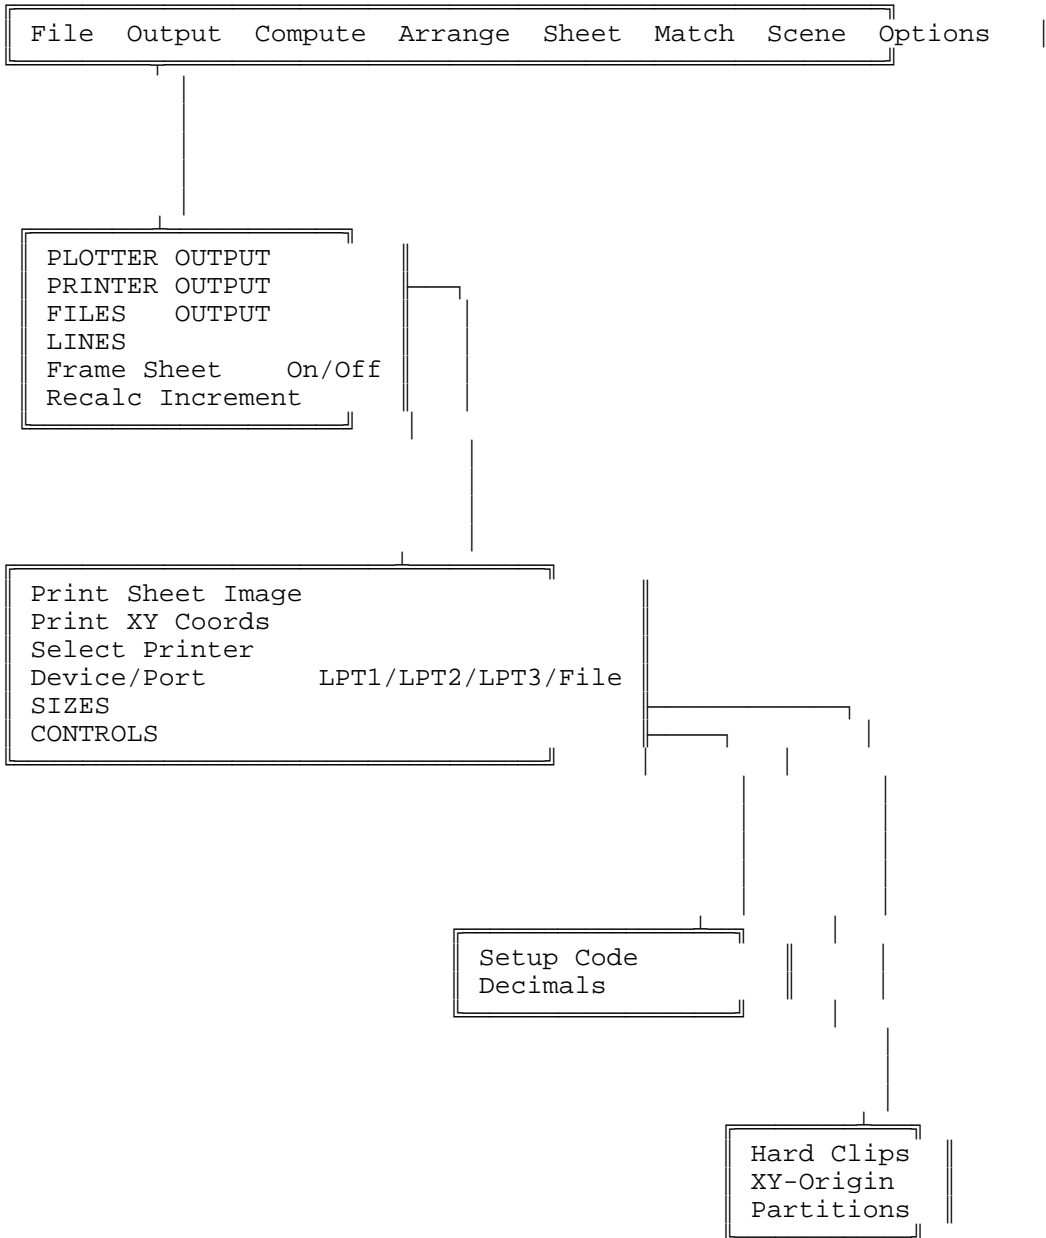 File Output Compute Arrange Sheet Match Scene Options
PLOTTER OUTPUT
PRINTER OUTPUT
FILES OUTPUT
LINES
Frame Sheet On/Off
Recalc Increment
Print Sheet Image
Print XY Coords
Select Printer
Device/Port LPT1/LPT2/LPT3/File
SIZES
CONTROLS
Setup Code
Decimals
Hard Clips
XY-Origin
Partitions